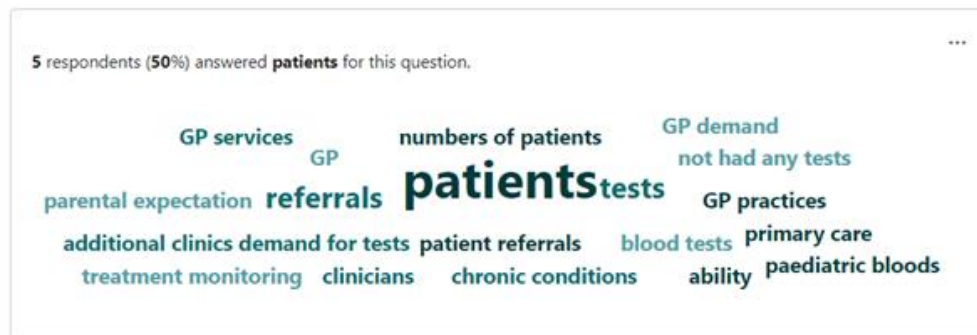 ...
5 respondents (50%) answered patients for this question.
GP services numbers of patients GP demand
GP not had any tests
parental expectation referrals patients tests GP practices
additional clinics demand for tests patient referrals blood tests primary care
treatment monitoring clinicians chronic conditions ability paediatric bloods